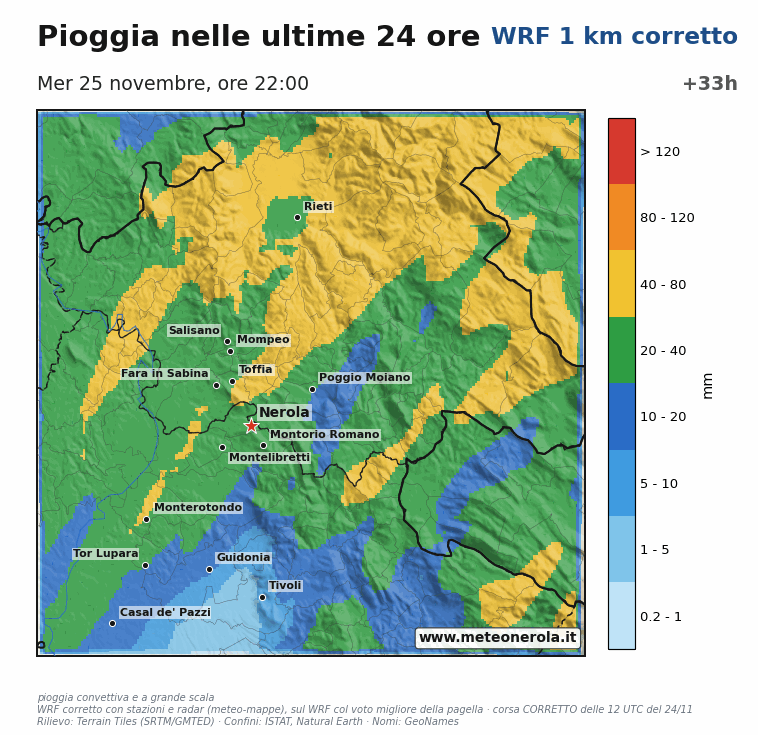 Pioggia nelle ultime 24 ore WRF 1 km corretto
Mer 25 novembre, ore 22:00 +33h
> 120
80 - 120
40 - 80
20 - 40
10 - 20
5 - 10
1 - 5
0.2 - 1
mm
Rieti
Salisano
Mompeo
Toffia
Fara in Sabina
Poggio Moiano
Nerola
Montorio Romano
Montelibretti
Monterotondo
Tor Lupara
Guidonia
Tivoli
Casal de' Pazzi
www.meteonerola.it
pioggia convettiva e a grande scala
WRF corretto con stazioni e radar (meteo-mappe), sul WRF col voto migliore della pagella · corsa CORRETTO delle 12 UTC del 24/11
Rilievo: Terrain Tiles (SRTM/GMTED) · Confini: ISTAT, Natural Earth · Nomi: GeoNames